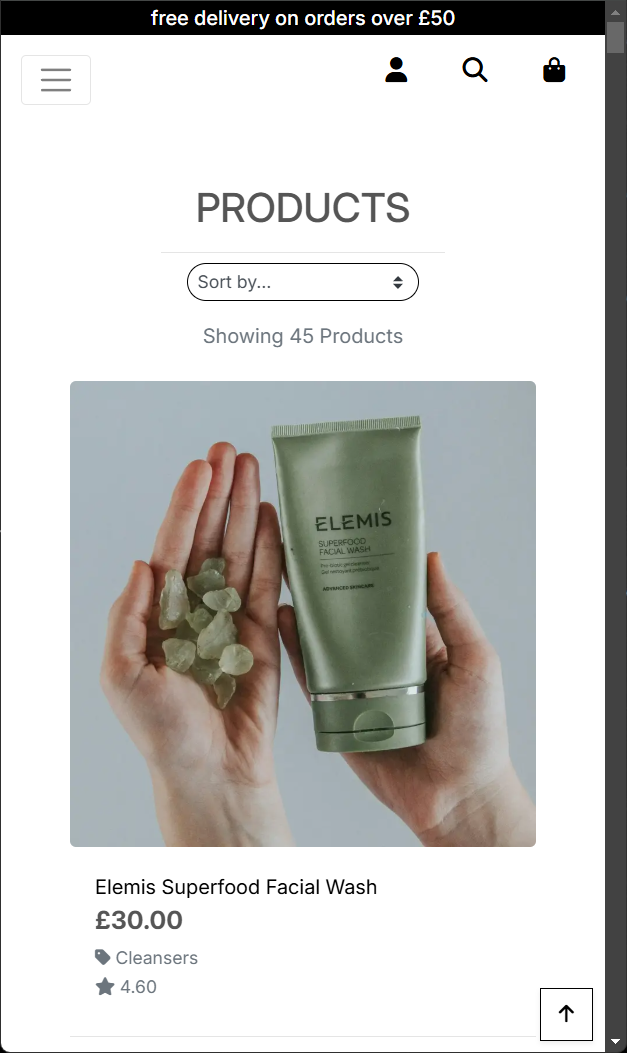 free delivery on orders over £50
PRODUCTS
Sort by...
Showing 45 Products
ELEMIS
SUPERFOOD
FACIAL WASH
ADVANCED SKINCARE
Elemis Superfood Facial Wash
£30.00
Cleansers
4.60